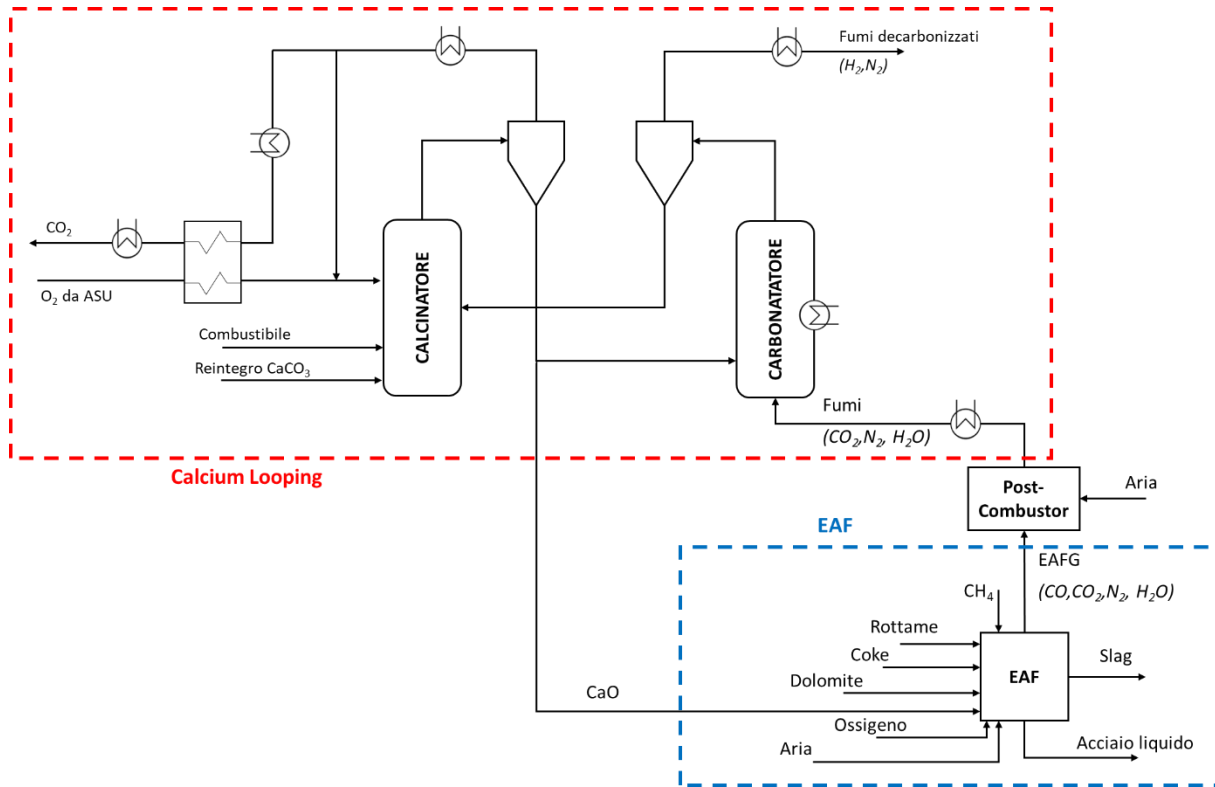 Fumi decarbonizzati
(H₂,N₂)
CO₂
O₂ da ASU
CALCINATORE
CARBONATATORE
Combustibile
Reintegro CaCO₃
Fumi
(CO₂,N₂, H₂O)
Calcium Looping
Post-
Combustor
Aria
EAF
EAFG
(CO,CO₂,N₂, H₂O)
CH₄
Rottame
Coke
Dolomite
EAF
Slag
CaO
Ossigeno
Aria
Acciaio liquido